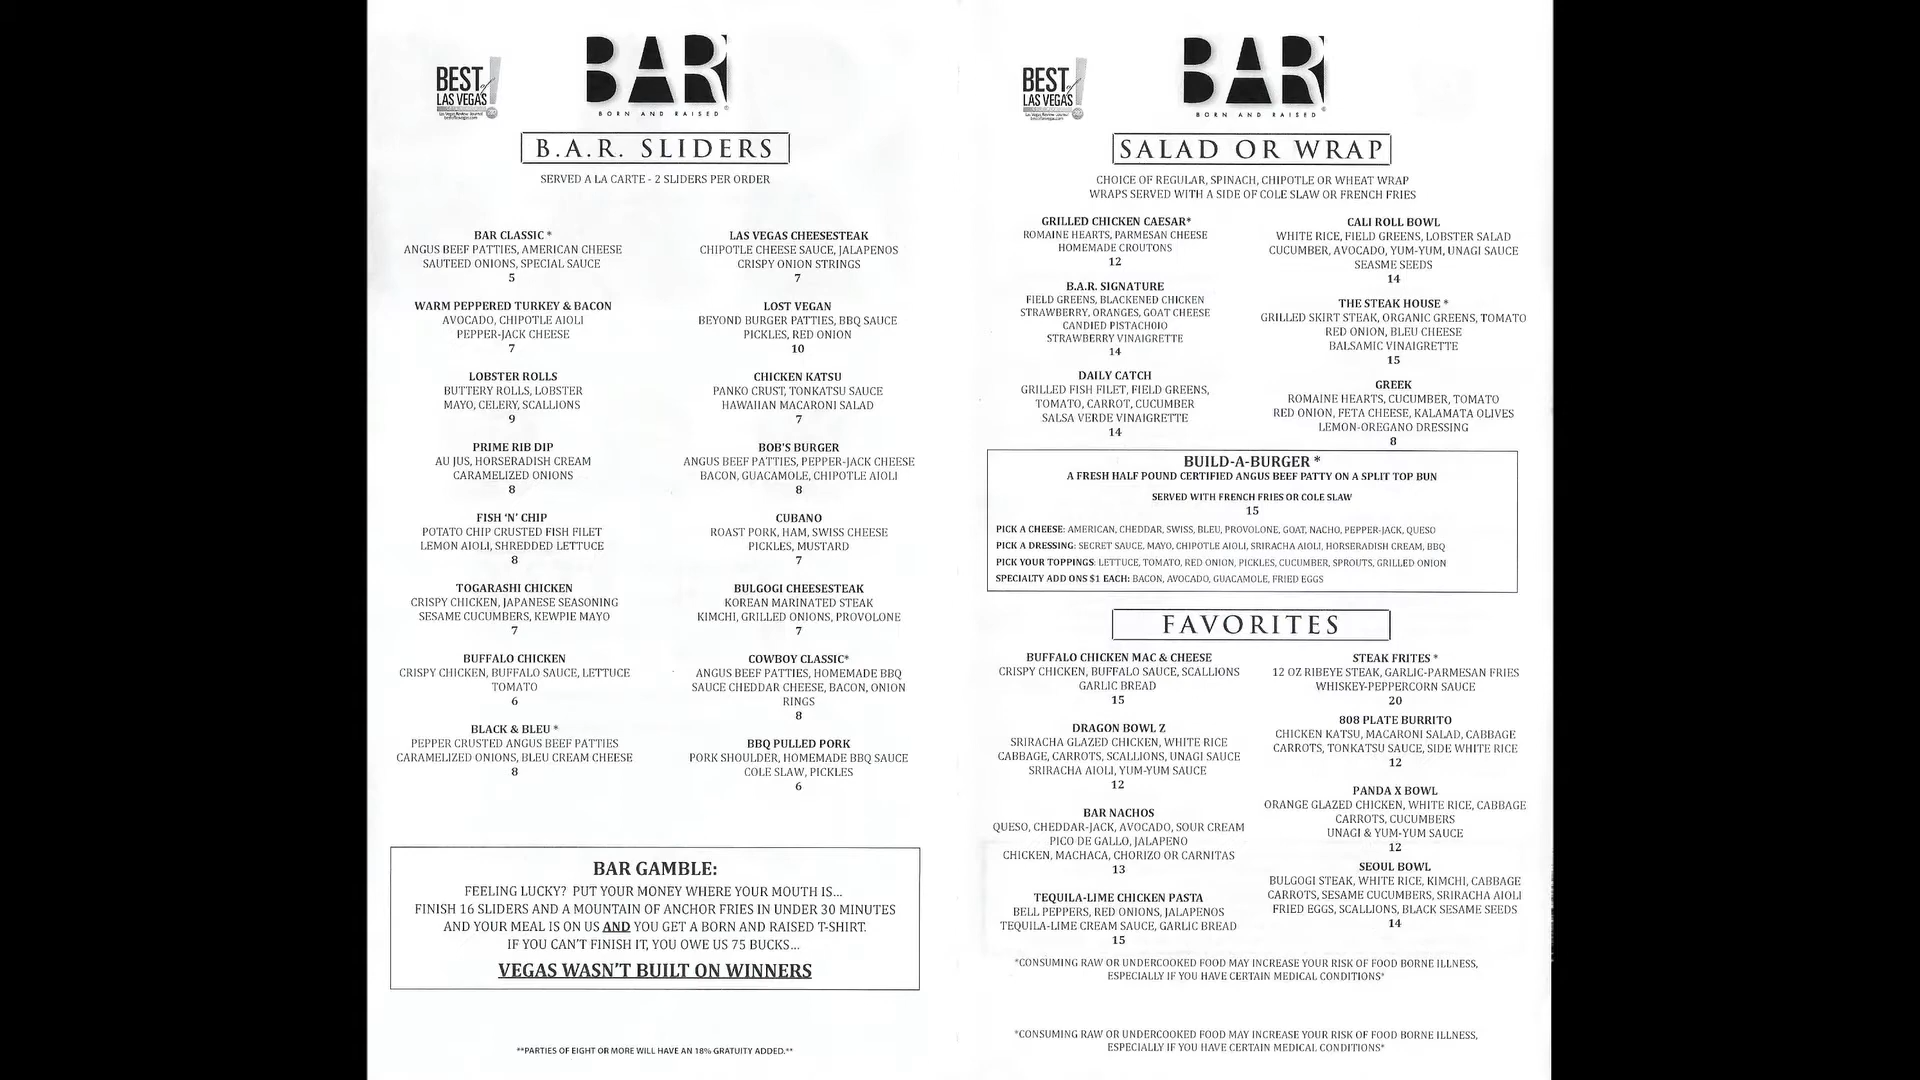 BEST of
LAS VEGAS
Las Vegas Review-Journal
bestoflasvegas.com
BAR
BORN AND RAISED
B.A.R. SLIDERS
SERVED A LA CARTE - 2 SLIDERS PER ORDER
BAR CLASSIC *
ANGUS BEEF PATTIES, AMERICAN CHEESE
SAUTEED ONIONS, SPECIAL SAUCE
5
WARM PEPPERED TURKEY & BACON
AVOCADO, CHIPOTLE AIOLI
PEPPER-JACK CHEESE
7
LOBSTER ROLLS
BUTTERY ROLLS, LOBSTER
MAYO, CELERY, SCALLIONS
9
PRIME RIB DIP
AU JUS, HORSERADISH CREAM
CARAMELIZED ONIONS
8
FISH ‘N’ CHIP
POTATO CHIP CRUSTED FISH FILET
LEMON AIOLI, SHREDDED LETTUCE
8
TOGARASHI CHICKEN
CRISPY CHICKEN, JAPANESE SEASONING
SESAME CUCUMBERS, KEWPIE MAYO
7
BUFFALO CHICKEN
CRISPY CHICKEN, BUFFALO SAUCE, LETTUCE
TOMATO
6
BLACK & BLEU *
PEPPER CRUSTED ANGUS BEEF PATTIES
CARAMELIZED ONIONS, BLEU CREAM CHEESE
8
LAS VEGAS CHEESESTEAK
CHIPOTLE CHEESE SAUCE, JALAPENOS
CRISPY ONION STRINGS
7
LOST VEGAN
BEYOND BURGER PATTIES, BBQ SAUCE
PICKLES, RED ONION
10
CHICKEN KATSU
PANKO CRUST, TONKATSU SAUCE
HAWAIIAN MACARONI SALAD
7
BOB'S BURGER
ANGUS BEEF PATTIES, PEPPER-JACK CHEESE
BACON, GUACAMOLE, CHIPOTLE AIOLI
8
CUBANO
ROAST PORK, HAM, SWISS CHEESE
PICKLES, MUSTARD
7
BULGOGI CHEESESTEAK
KOREAN MARINATED STEAK
KIMCHI, GRILLED ONIONS, PROVOLONE
7
COWBOY CLASSIC*
ANGUS BEEF PATTIES, HOMEMADE BBQ
SAUCE CHEDDAR CHEESE, BACON, ONION
RINGS
8
BBQ PULLED PORK
PORK SHOULDER, HOMEMADE BBQ SAUCE
COLE SLAW, PICKLES
6
BAR GAMBLE:
FEELING LUCKY? PUT YOUR MONEY WHERE YOUR MOUTH IS...
FINISH 16 SLIDERS AND A MOUNTAIN OF ANCHOR FRIES IN UNDER 30 MINUTES
AND YOUR MEAL IS ON US AND YOU GET A BORN AND RAISED T-SHIRT.
IF YOU CAN'T FINISH IT, YOU OWE US 75 BUCKS...
VEGAS WASN'T BUILT ON WINNERS
**PARTIES OF EIGHT OR MORE WILL HAVE AN 18% GRATUITY ADDED.**
BEST of
LAS VEGAS
Las Vegas Review-Journal
bestoflasvegas.com
BAR
BORN AND RAISED
SALAD OR WRAP
CHOICE OF REGULAR, SPINACH, CHIPOTLE OR WHEAT WRAP
WRAPS SERVED WITH A SIDE OF COLE SLAW OR FRENCH FRIES
GRILLED CHICKEN CAESAR*
ROMAINE HEARTS, PARMESAN CHEESE
HOMEMADE CROUTONS
12
B.A.R. SIGNATURE
FIELD GREENS, BLACKENED CHICKEN
STRAWBERRY, ORANGES, GOAT CHEESE
CANDIED PISTACHOIO
STRAWBERRY VINAIGRETTE
14
DAILY CATCH
GRILLED FISH FILET, FIELD GREENS,
TOMATO, CARROT, CUCUMBER
SALSA VERDE VINAIGRETTE
14
CALI ROLL BOWL
WHITE RICE, FIELD GREENS, LOBSTER SALAD
CUCUMBER, AVOCADO, YUM-YUM, UNAGI SAUCE
SEASME SEEDS
14
THE STEAK HOUSE *
GRILLED SKIRT STEAK, ORGANIC GREENS, TOMATO
RED ONION, BLEU CHEESE
BALSAMIC VINAIGRETTE
15
GREEK
ROMAINE HEARTS, CUCUMBER, TOMATO
RED ONION, FETA CHEESE, KALAMATA OLIVES
LEMON-OREGANO DRESSING
8
BUILD-A-BURGER *
A FRESH HALF POUND CERTIFIED ANGUS BEEF PATTY ON A SPLIT TOP BUN
SERVED WITH FRENCH FRIES OR COLE SLAW
15
PICK A CHEESE: AMERICAN, CHEDDAR, SWISS, BLEU, PROVOLONE, GOAT, NACHO, PEPPER-JACK, QUESO
PICK A DRESSING: SECRET SAUCE, MAYO, CHIPOTLE AIOLI, SRIRACHA AIOLI, HORSERADISH CREAM, BBQ
PICK YOUR TOPPINGS: LETTUCE, TOMATO, RED ONION, PICKLES, CUCUMBER, SPROUTS, GRILLED ONION
SPECIALTY ADD ONS $1 EACH: BACON, AVOCADO, GUACAMOLE, FRIED EGGS
FAVORITES
BUFFALO CHICKEN MAC & CHEESE
CRISPY CHICKEN, BUFFALO SAUCE, SCALLIONS
GARLIC BREAD
15
DRAGON BOWL Z
SRIRACHA GLAZED CHICKEN, WHITE RICE
CABBAGE, CARROTS, SCALLIONS, UNAGI SAUCE
SRIRACHA AIOLI, YUM-YUM SAUCE
12
BAR NACHOS
QUESO, CHEDDAR-JACK, AVOCADO, SOUR CREAM
PICO DE GALLO, JALAPENO
CHICKEN, MACHACA, CHORIZO OR CARNITAS
13
TEQUILA-LIME CHICKEN PASTA
BELL PEPPERS, RED ONIONS, JALAPENOS
TEQUILA-LIME CREAM SAUCE, GARLIC BREAD
15
STEAK FRITES *
12 OZ RIBEYE STEAK, GARLIC-PARMESAN FRIES
WHISKEY-PEPPERCORN SAUCE
20
808 PLATE BURRITO
CHICKEN KATSU, MACARONI SALAD, CABBAGE
CARROTS, TONKATSU SAUCE, SIDE WHITE RICE
12
PANDA X BOWL
ORANGE GLAZED CHICKEN, WHITE RICE, CABBAGE
CARROTS, CUCUMBERS
UNAGI & YUM-YUM SAUCE
12
SEOUL BOWL
BULGOGI STEAK, WHITE RICE, KIMCHI, CABBAGE
CARROTS, SESAME CUCUMBERS, SRIRACHA AIOLI
FRIED EGGS, SCALLIONS, BLACK SESAME SEEDS
14
*CONSUMING RAW OR UNDERCOOKED FOOD MAY INCREASE YOUR RISK OF FOOD BORNE ILLNESS,
ESPECIALLY IF YOU HAVE CERTAIN MEDICAL CONDITIONS*
*CONSUMING RAW OR UNDERCOOKED FOOD MAY INCREASE YOUR RISK OF FOOD BORNE ILLNESS,
ESPECIALLY IF YOU HAVE CERTAIN MEDICAL CONDITIONS*